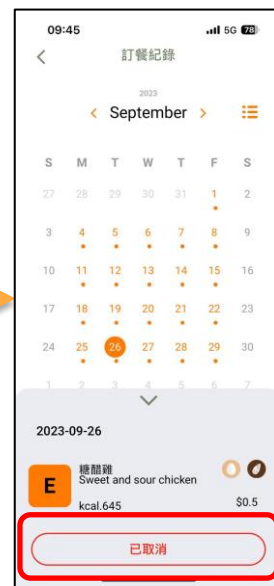 09:45
5G 78
訂餐紀錄
2023
September
S M T W T F S
27 28 29 30 31 1 2
3 4 5 6 7 8 9
10 11 12 13 14 15 16
17 18 19 20 21 22 23
24 25 26 27 28 29 30
1 2 3 4 5 6 7
2023-09-26
E
糖醋雞
Sweet and sour chicken
kcal.645
$0.5
已取消